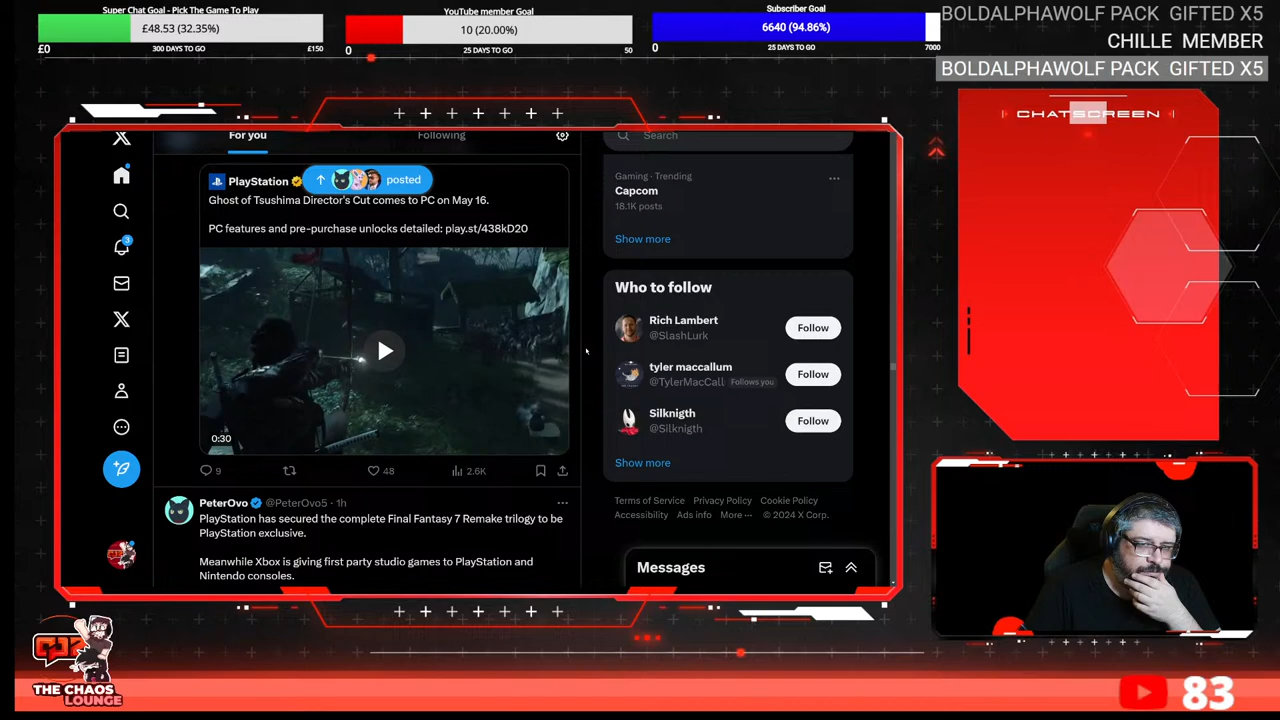 Super Chat Goal - Pick The Game To Play
£48.53 (32.35%)
£0
300 DAYS TO GO
£150
YouTube member Goal
10 (20.00%)
0
25 DAYS TO GO
50
Subscriber Goal
6640 (94.86%)
0
25 DAYS TO GO
7000
BOLDALPHAWOLF PACK GIFTED X5
CHILLE MEMBER
BOLDALPHAWOLF PACK GIFTED X5
CHATSCREEN
For you
Following
Search
PlayStation
posted
Ghost of Tsushima Director's Cut comes to PC on May 16.
PC features and pre-purchase unlocks detailed: play.st/438kD20
0:30
9
48
2.6K
PeterOvo @PeterOvo5 · 1h
PlayStation has secured the complete Final Fantasy 7 Remake trilogy to be
PlayStation exclusive.
Meanwhile Xbox is giving first party studio games to PlayStation and
Nintendo consoles.
3
Gaming · Trending
Capcom
18.1K posts
Show more
Who to follow
Rich Lambert
@SlashLurk
Follow
tyler maccallum
@TylerMacCall
Follows you
Follow
Silknigth
@Silknigth
Follow
Show more
Terms of Service Privacy Policy Cookie Policy
Accessibility Ads info More ··· © 2024 X Corp.
Messages
THE CHAOS
LOUNGE
83